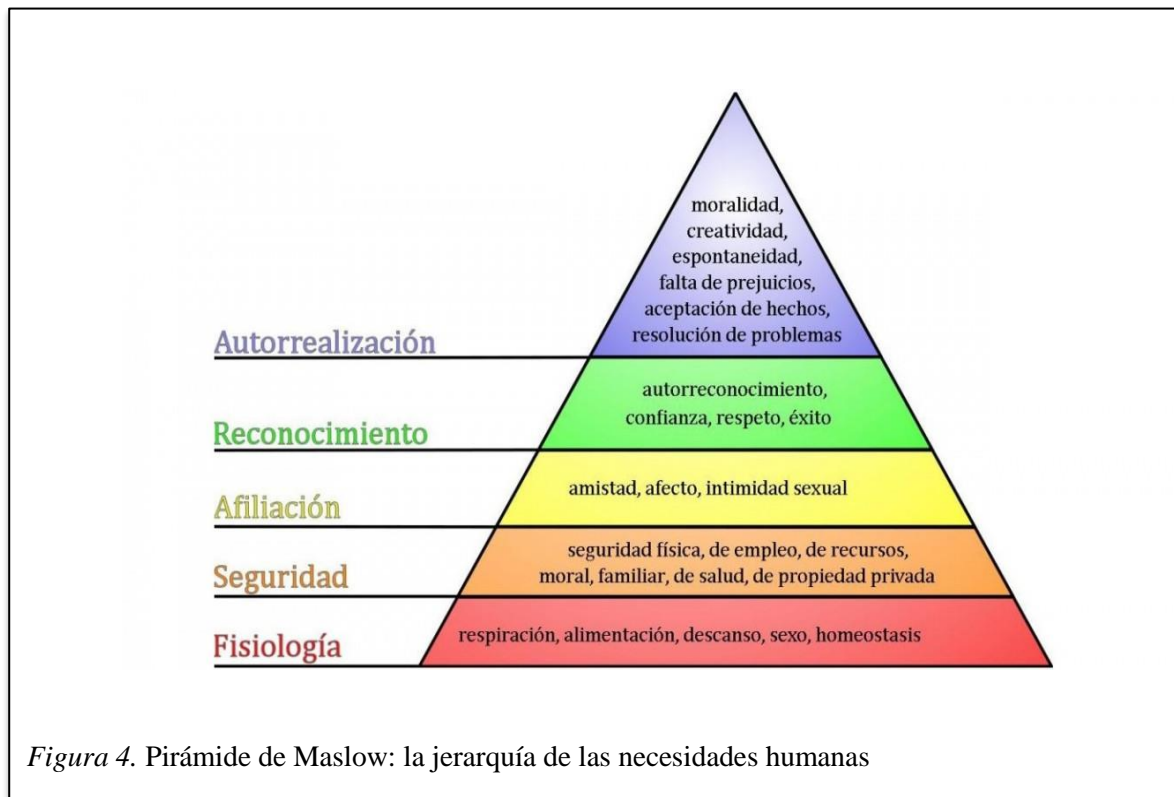 moralidad,
creatividad,
espontaneidad,
falta de prejuicios,
aceptación de hechos,
resolución de problemas
Autorrealización
autorreconocimiento,
confianza, respeto, éxito
Reconocimiento
amistad, afecto, intimidad sexual
Afiliación
seguridad física, de empleo, de recursos,
moral, familiar, de salud, de propiedad privada
Seguridad
respiración, alimentación, descanso, sexo, homeostasis
Fisiología
Figura 4. Pirámide de Maslow: la jerarquía de las necesidades humanas